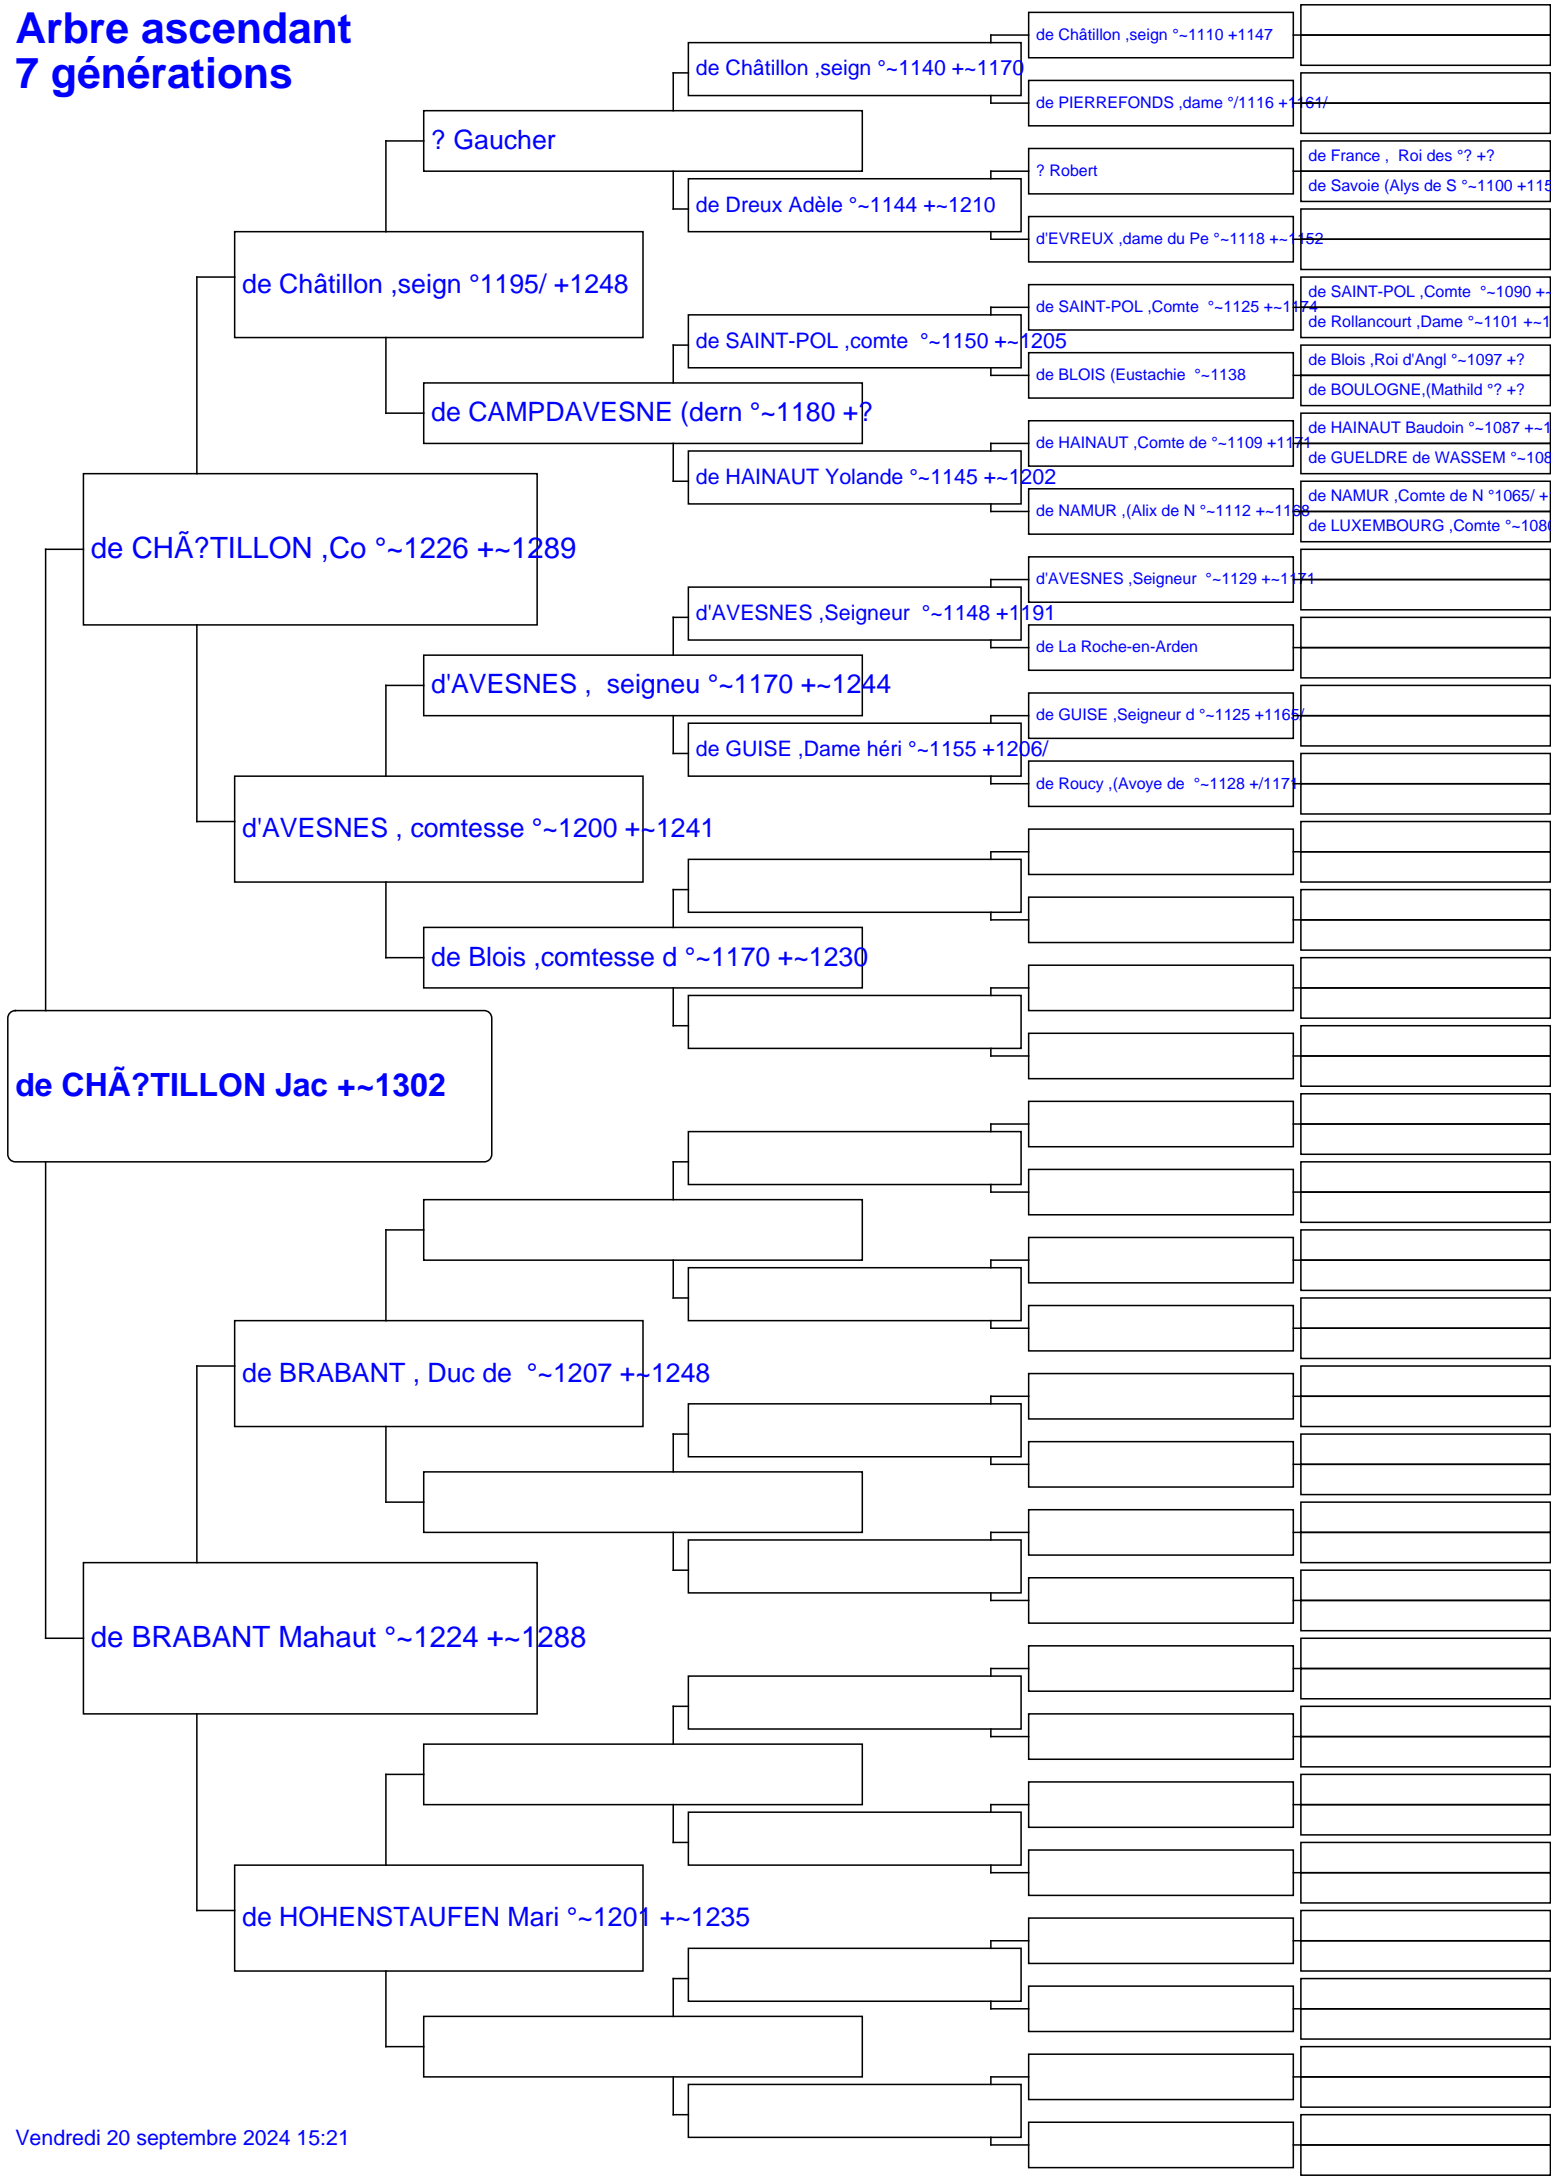 Arbre ascendant
7 générations
de Châtillon ,seign °~1110 +1147
de Châtillon ,seign °~1140 +~1170
de PIERREFONDS ,dame °/1116 +1161/
? Gaucher
de France ,  Roi des °? +?
? Robert
de Savoie (Alys de S °~1100 +115
de Dreux Adèle °~1144 +~1210
d'EVREUX ,dame du Pe °~1118 +~1152
de Châtillon ,seign °1195/ +1248
de SAINT-POL ,Comte  °~1090 +~
de SAINT-POL ,Comte  °~1125 +~1174
de Rollancourt ,Dame °~1101 +~1
de SAINT-POL ,comte  °~1150 +~1205
de Blois ,Roi d'Angl °~1097 +?
de BLOIS (Eustachie  °~1138
de BOULOGNE,(Mathild °? +?
de CAMPDAVESNE (dern °~1180 +?
de HAINAUT Baudoin °~1087 +~1
de HAINAUT ,Comte de °~1109 +1171
de GUELDRE de WASSEM °~108
de HAINAUT Yolande °~1145 +~1202
de NAMUR ,Comte de N °1065/ +
de NAMUR ,(Alix de N °~1112 +~1168
de LUXEMBOURG ,Comte °~1080
de CHÃ?TILLON ,Co °~1226 +~1289
d'AVESNES ,Seigneur  °~1129 +~1171
d'AVESNES ,Seigneur  °~1148 +1191
de La Roche-en-Arden
d'AVESNES ,  seigneu °~1170 +~1244
de GUISE ,Seigneur d °~1125 +1165/
de GUISE ,Dame héri °~1155 +1206/
de Roucy ,(Avoye de  °~1128 +/1171
d'AVESNES , comtesse °~1200 +~1241
de Blois ,comtesse d °~1170 +~1230
de CHÃ?TILLON Jac +~1302
de BRABANT , Duc de  °~1207 +~1248
de BRABANT Mahaut °~1224 +~1288
de HOHENSTAUFEN Mari °~1201 +~1235
Vendredi 20 septembre 2024 15:21